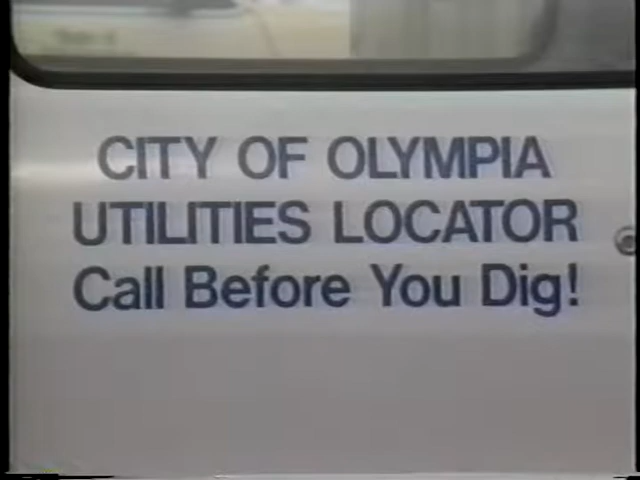 CITY OF OLYMPIA
UTILITIES LOCATOR
Call Before You Dig!